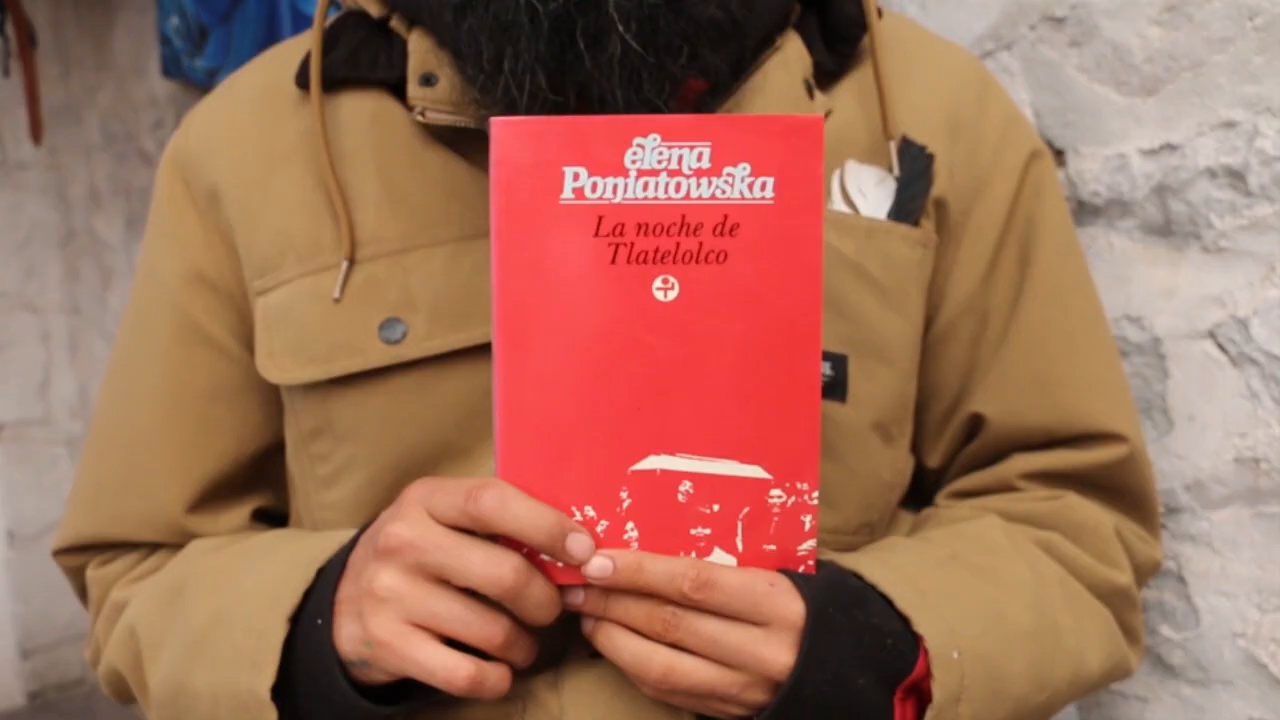 elena
Poniatowska
La noche de
Tlatelolco